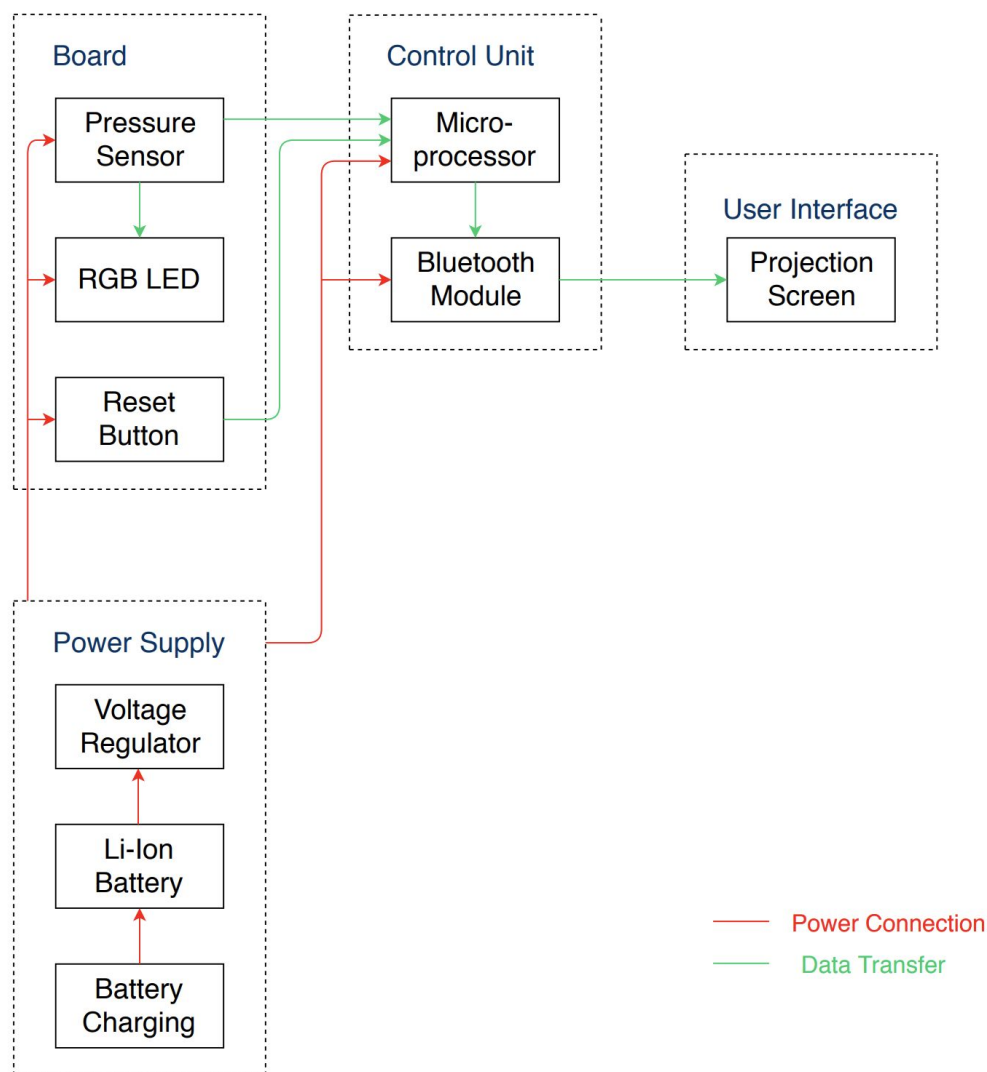 Board
Pressure
Sensor
RGB LED
Reset
Button
Control Unit
Micro-
processor
Bluetooth
Module
User Interface
Projection
Screen
Power Supply
Voltage
Regulator
Li-Ion
Battery
Battery
Charging
Power Connection
Data Transfer